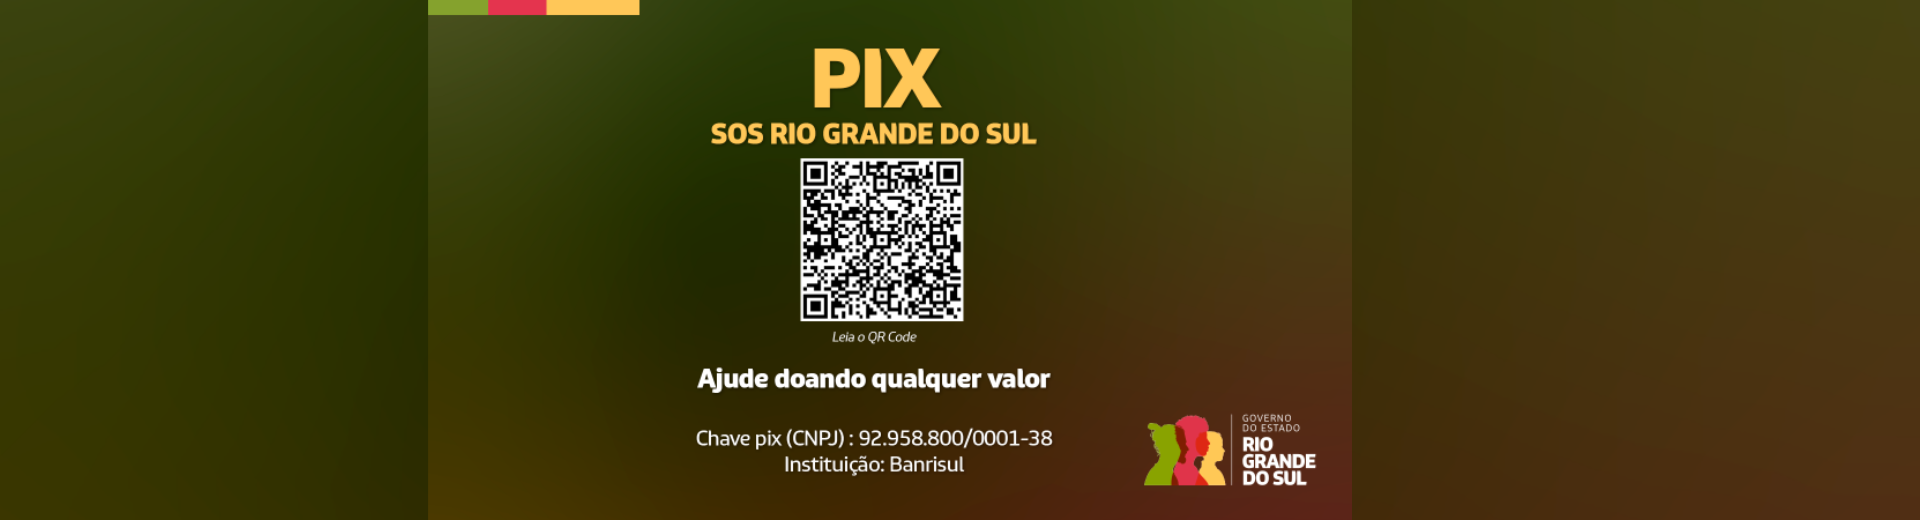 PIX
SOS RIO GRANDE DO SUL
Leia o QR Code
Ajude doando qualquer valor
Chave pix (CNPJ) : 92.958.800/0001-38
Instituição: Banrisul
GOVERNO
DO ESTADO
RIO
GRANDE
DO SUL